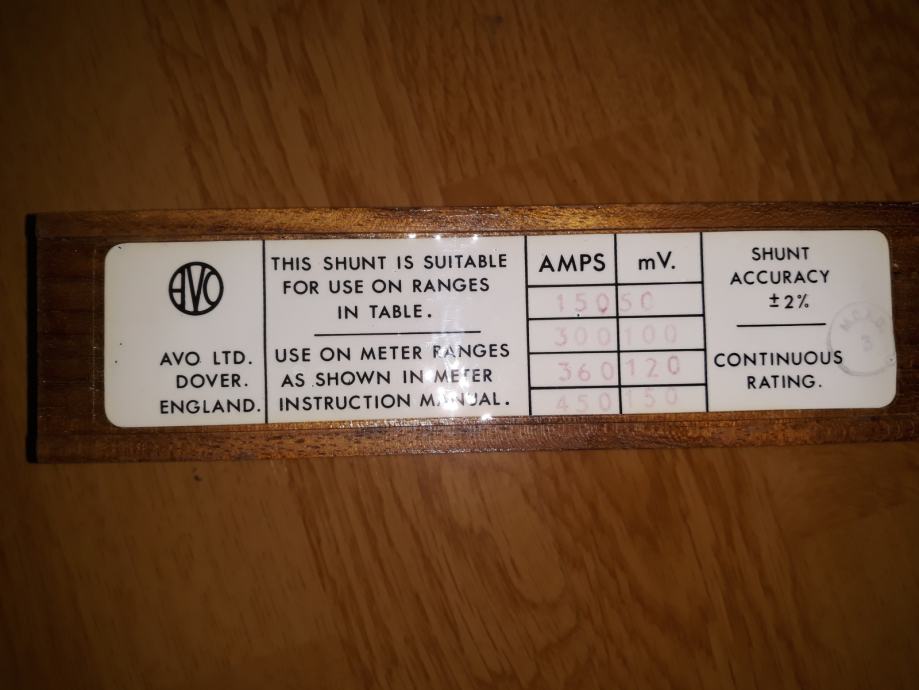 AVO
AVO LTD.
DOVER.
ENGLAND.
THIS SHUNT IS SUITABLE
FOR USE ON RANGES
IN TABLE.
USE ON METER RANGES
AS SHOWN IN METER
INSTRUCTION MANUAL.
AMPS mV.
150 50
300 100
360 120
450 150
SHUNT
ACCURACY
±2%
CONTINUOUS
RATING.
3